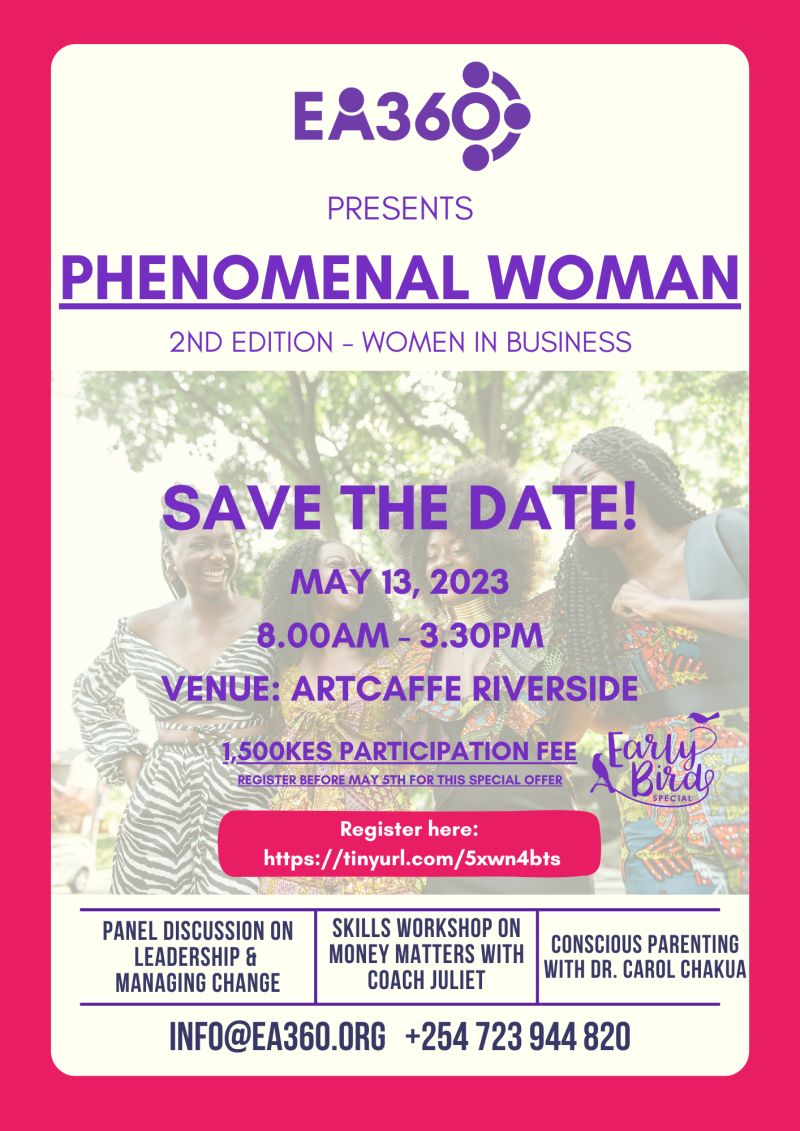 EA360
PRESENTS
PHENOMENAL WOMAN
2ND EDITION – WOMEN IN BUSINESS
SAVE THE DATE!
MAY 13, 2023
8.00AM - 3.30PM
VENUE: ARTCAFFE RIVERSIDE
1,500KES PARTICIPATION FEE
REGISTER BEFORE MAY 5TH FOR THIS SPECIAL OFFER
Early
Bird
SPECIAL
Register here:
https://tinyurl.com/5xwn4bts
PANEL DISCUSSION ON
LEADERSHIP &
MANAGING CHANGE
SKILLS WORKSHOP ON
MONEY MATTERS WITH
COACH JULIET
CONSCIOUS PARENTING
WITH DR. CAROL CHAKUA
INFO@EA360.ORG +254 723 944 820